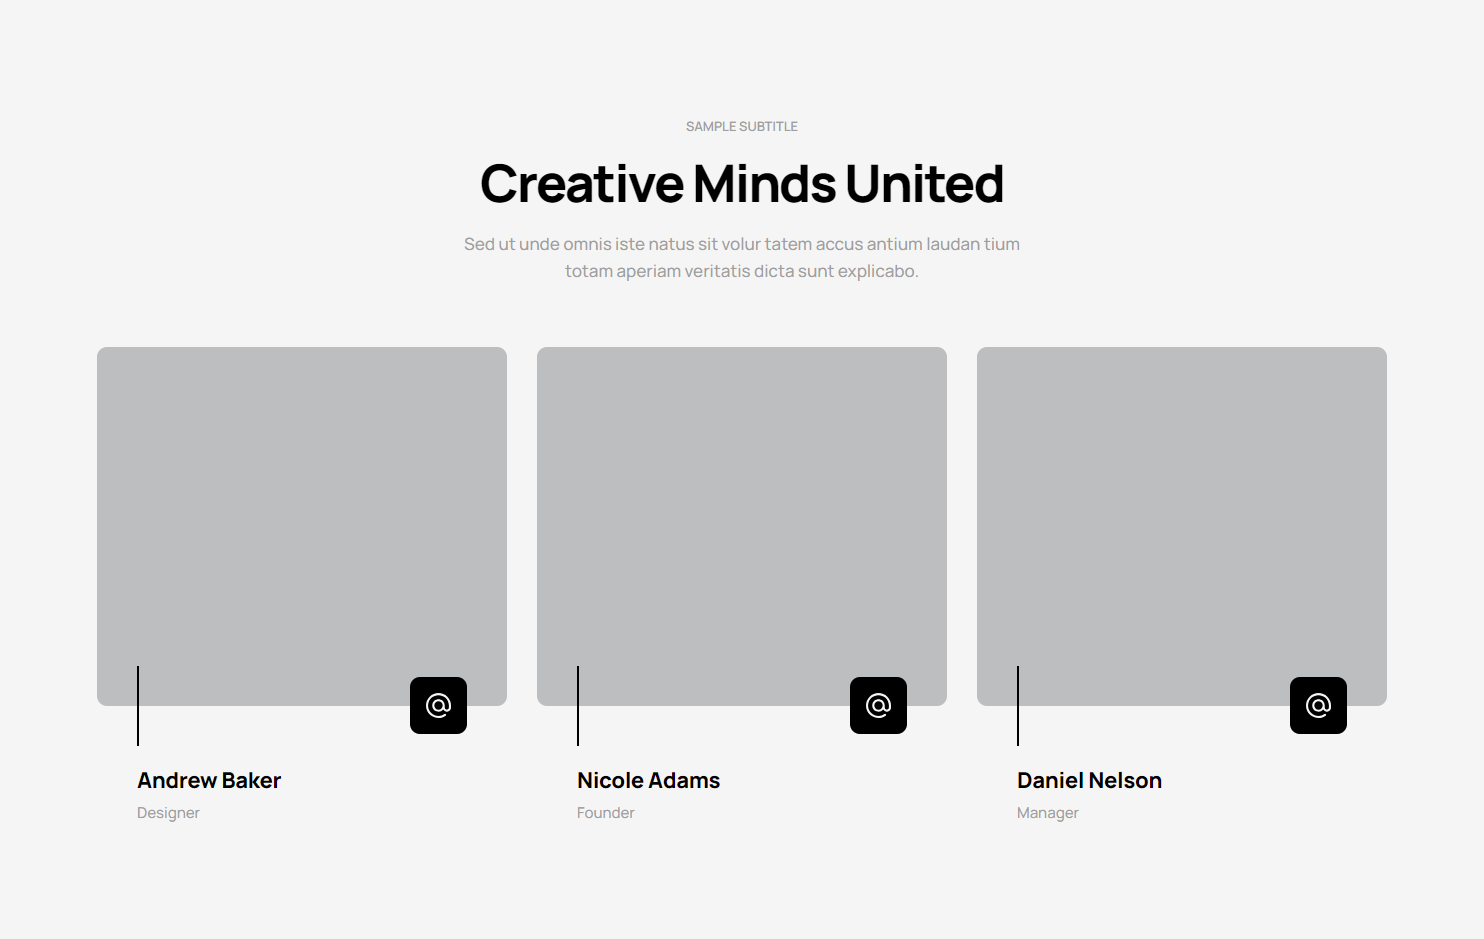 SAMPLE SUBTITLE
Creative Minds United
Sed ut unde omnis iste natus sit volur tatem accus antium laudan tium
totam aperiam veritatis dicta sunt explicabo.
@ @ @
Andrew Baker Nicole Adams Daniel Nelson
Designer Founder Manager